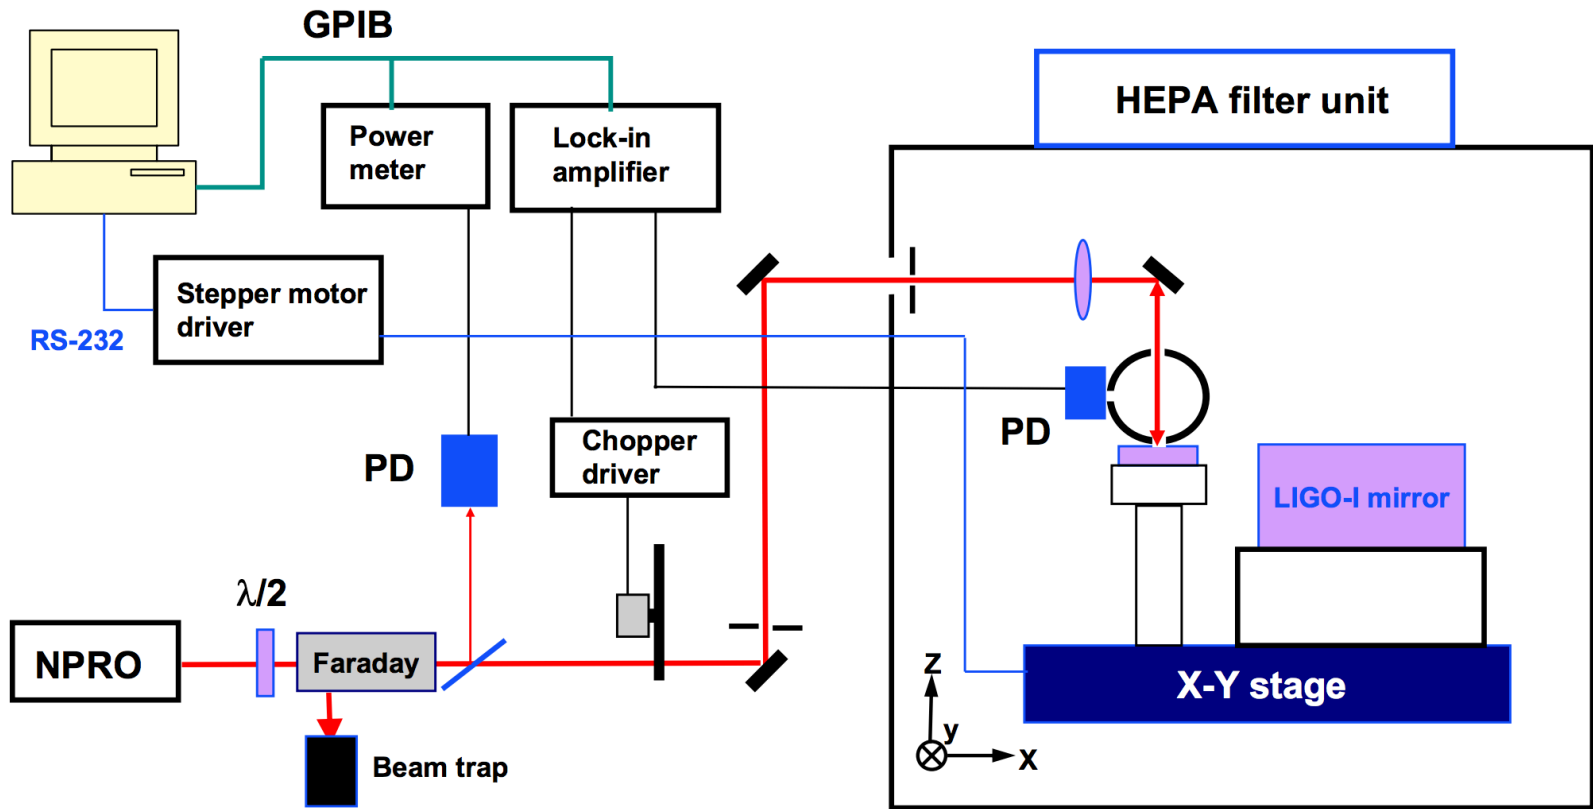 GPIB
HEPA filter unit
Power
meter
Lock-in
amplifier
Stepper motor
driver
RS-232
PD
Chopper
driver
PD
LIGO-I mirror
λ/2
NPRO
Faraday
Beam trap
X-Y stage
Z
y
X